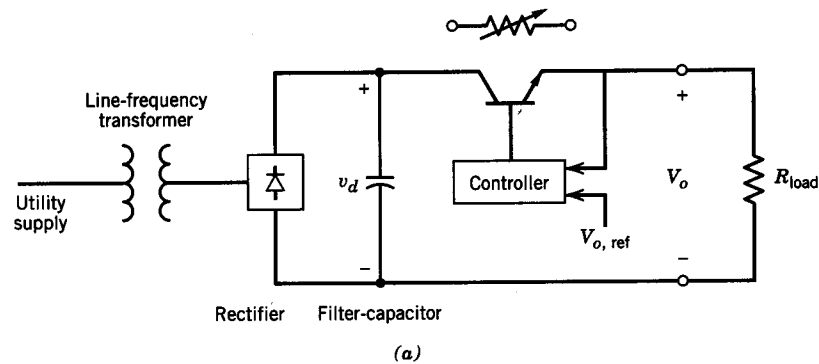 Line-frequency
transformer
Utility
supply
+
v_d
−
Controller
V_o, ref
+
V_o
−
R_load
Rectifier
Filter-capacitor
(a)